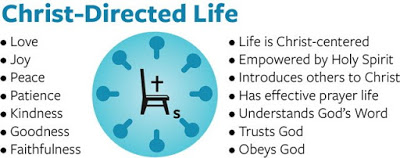 Christ-Directed Life
• Love
• Joy
• Peace
• Patience
• Kindness
• Goodness
• Faithfulness
S
• Life is Christ-centered
• Empowered by Holy Spirit
• Introduces others to Christ
• Has effective prayer life
• Understands God's Word
• Trusts God
• Obeys God